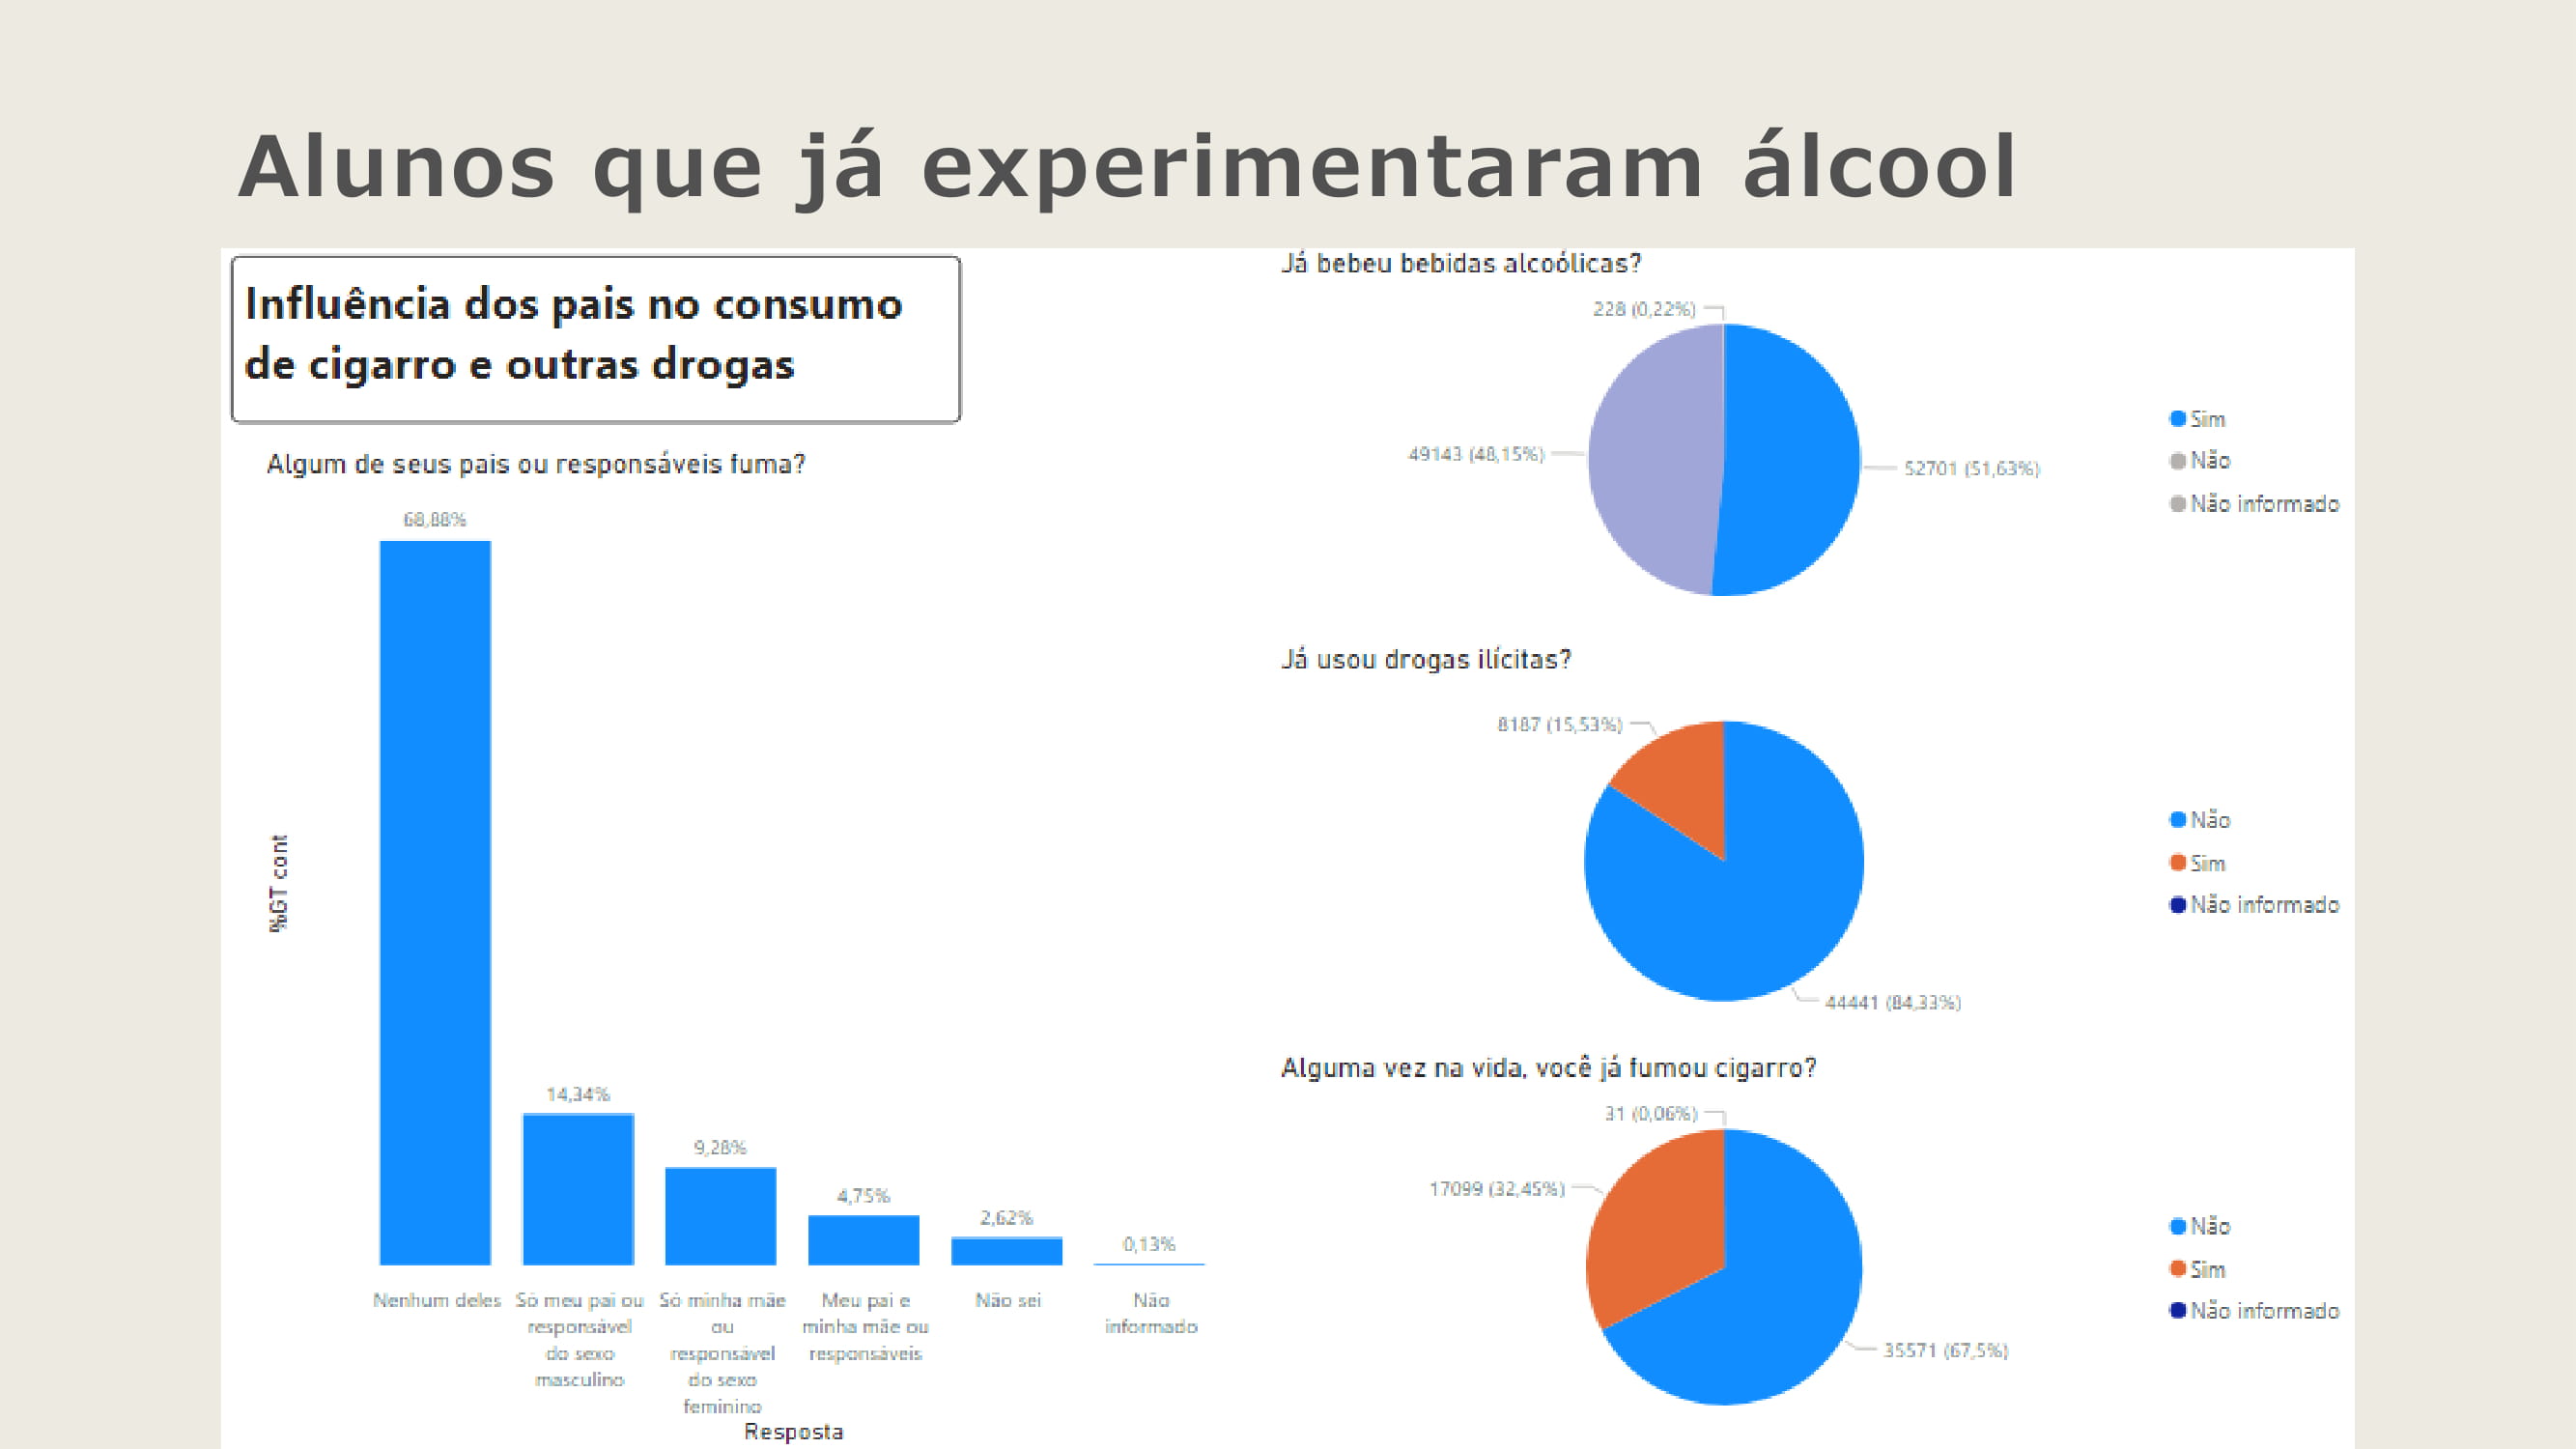 Alunos que já experimentaram álcool
Influência dos pais no consumo
de cigarro e outras drogas
Algum de seus pais ou responsáveis fuma?
68,88%
14,34%
9,28%
4,75%
2,62%
0,13%
%GT cont
Nenhum deles
Só meu pai ou
responsável
do sexo
masculino
Só minha mãe
ou
responsável
do sexo
feminino
Meu pai e
minha mãe ou
responsáveis
Não sei
Não
informado
Resposta
Já bebeu bebidas alcoólicas?
228 (0,22%)
49143 (48,15%)
52701 (51,63%)
Sim
Não
Não informado
Já usou drogas ilícitas?
8187 (15,53%)
44441 (84,33%)
Não
Sim
Não informado
Alguma vez na vida, você já fumou cigarro?
31 (0,06%)
17099 (32,45%)
35571 (67,5%)
Não
Sim
Não informado